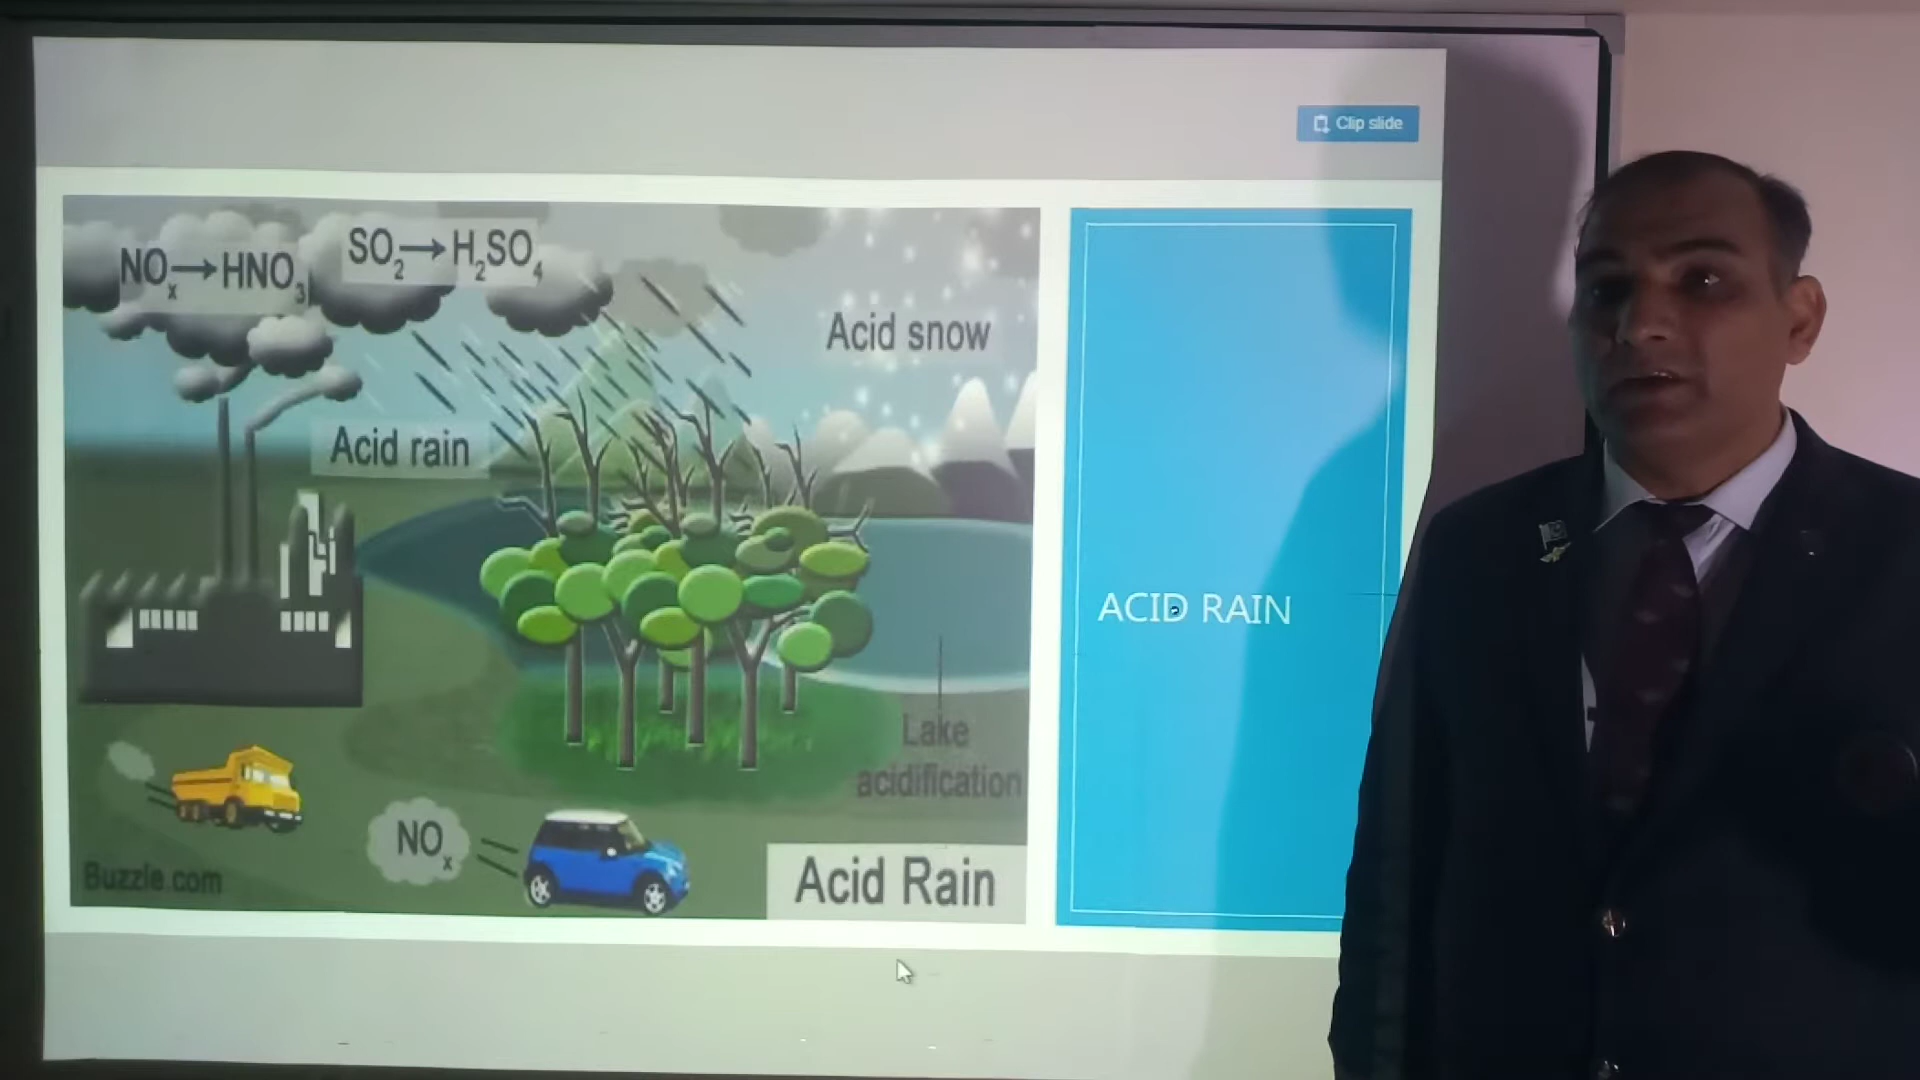 Clip slide
NOx→HNO3
SO2→H2SO4
Acid snow
Acid rain
ACID RAIN
Lake
acidification
NOx
Buzzle.com
Acid Rain